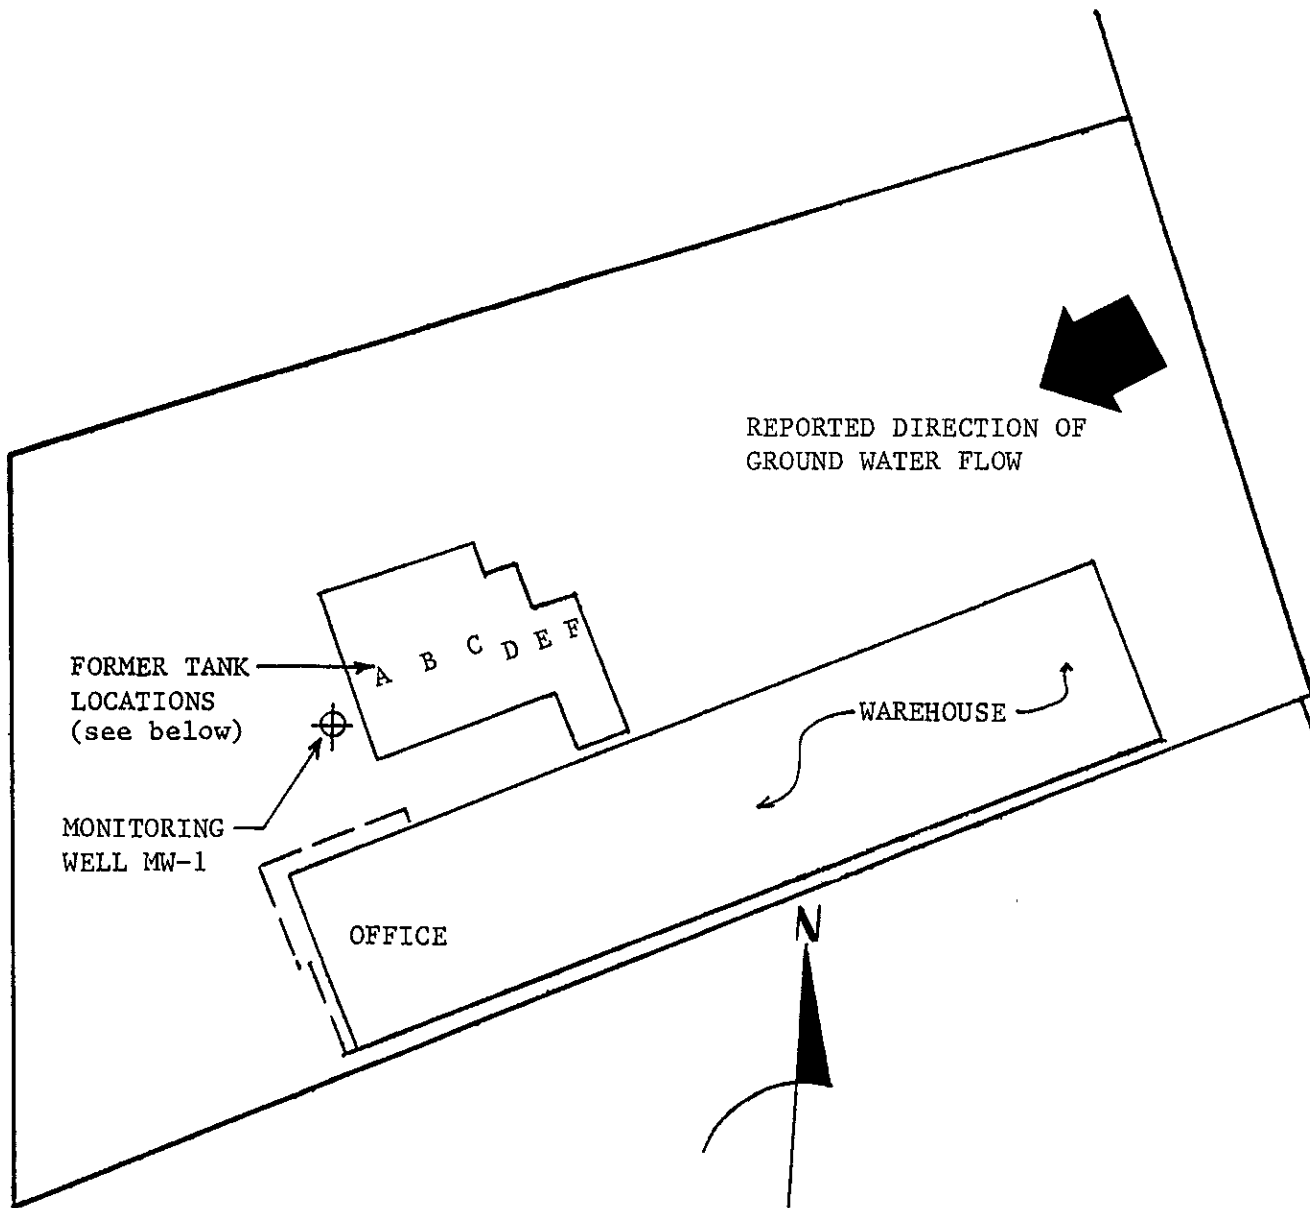 REPORTED DIRECTION OF
GROUND WATER FLOW
A B C D E F
FORMER TANK
LOCATIONS
(see below)
WAREHOUSE
MONITORING
WELL MW-1
OFFICE
N